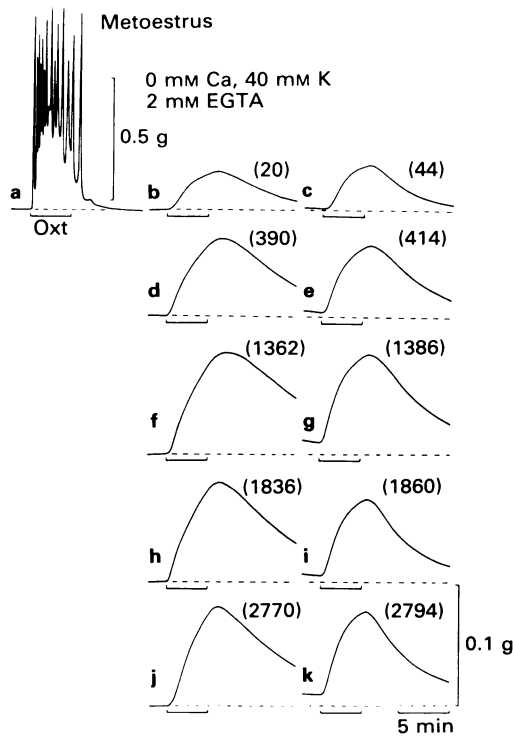 Metoestrus
0 mM Ca, 40 mM K
2 mM EGTA
0.5 g
a
Oxt
b
(20)
c
(44)
d
(390)
e
(414)
f
(1362)
g
(1386)
h
(1836)
i
(1860)
j
(2770)
k
(2794)
0.1 g
5 min